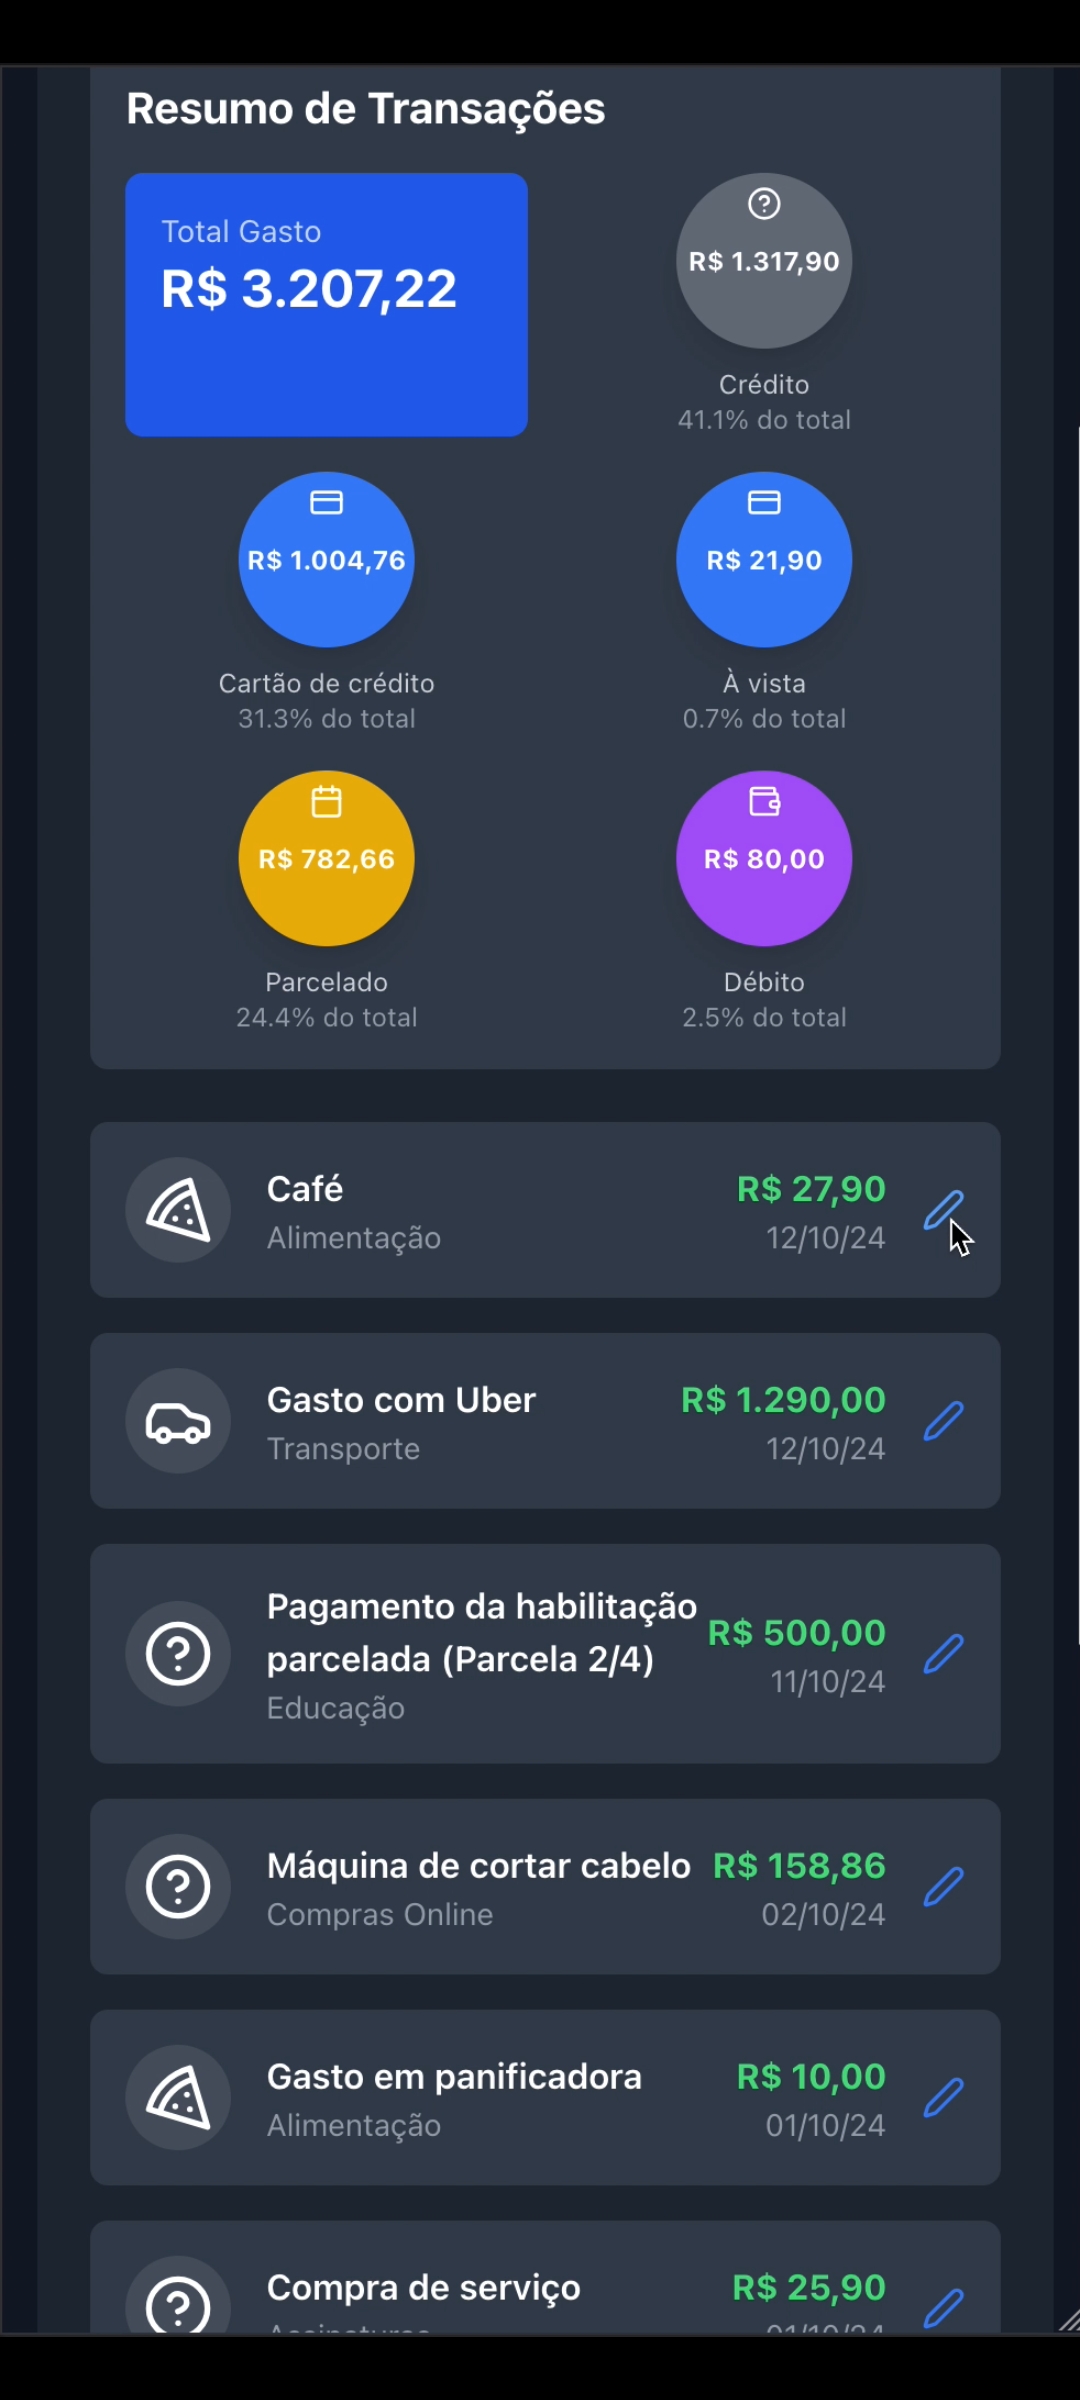 Resumo de Transações
Total Gasto
R$ 3.207,22
R$ 1.317,90
Crédito
41.1% do total
R$ 1.004,76
Cartão de crédito
31.3% do total
R$ 21,90
À vista
0.7% do total
R$ 782,66
Parcelado
24.4% do total
R$ 80,00
Débito
2.5% do total
Café
Alimentação
R$ 27,90
12/10/24
Gasto com Uber
Transporte
R$ 1.290,00
12/10/24
Pagamento da habilitação
parcelada (Parcela 2/4)
Educação
R$ 500,00
11/10/24
Máquina de cortar cabelo
Compras Online
R$ 158,86
02/10/24
Gasto em panificadora
Alimentação
R$ 10,00
01/10/24
Compra de serviço
R$ 25,90